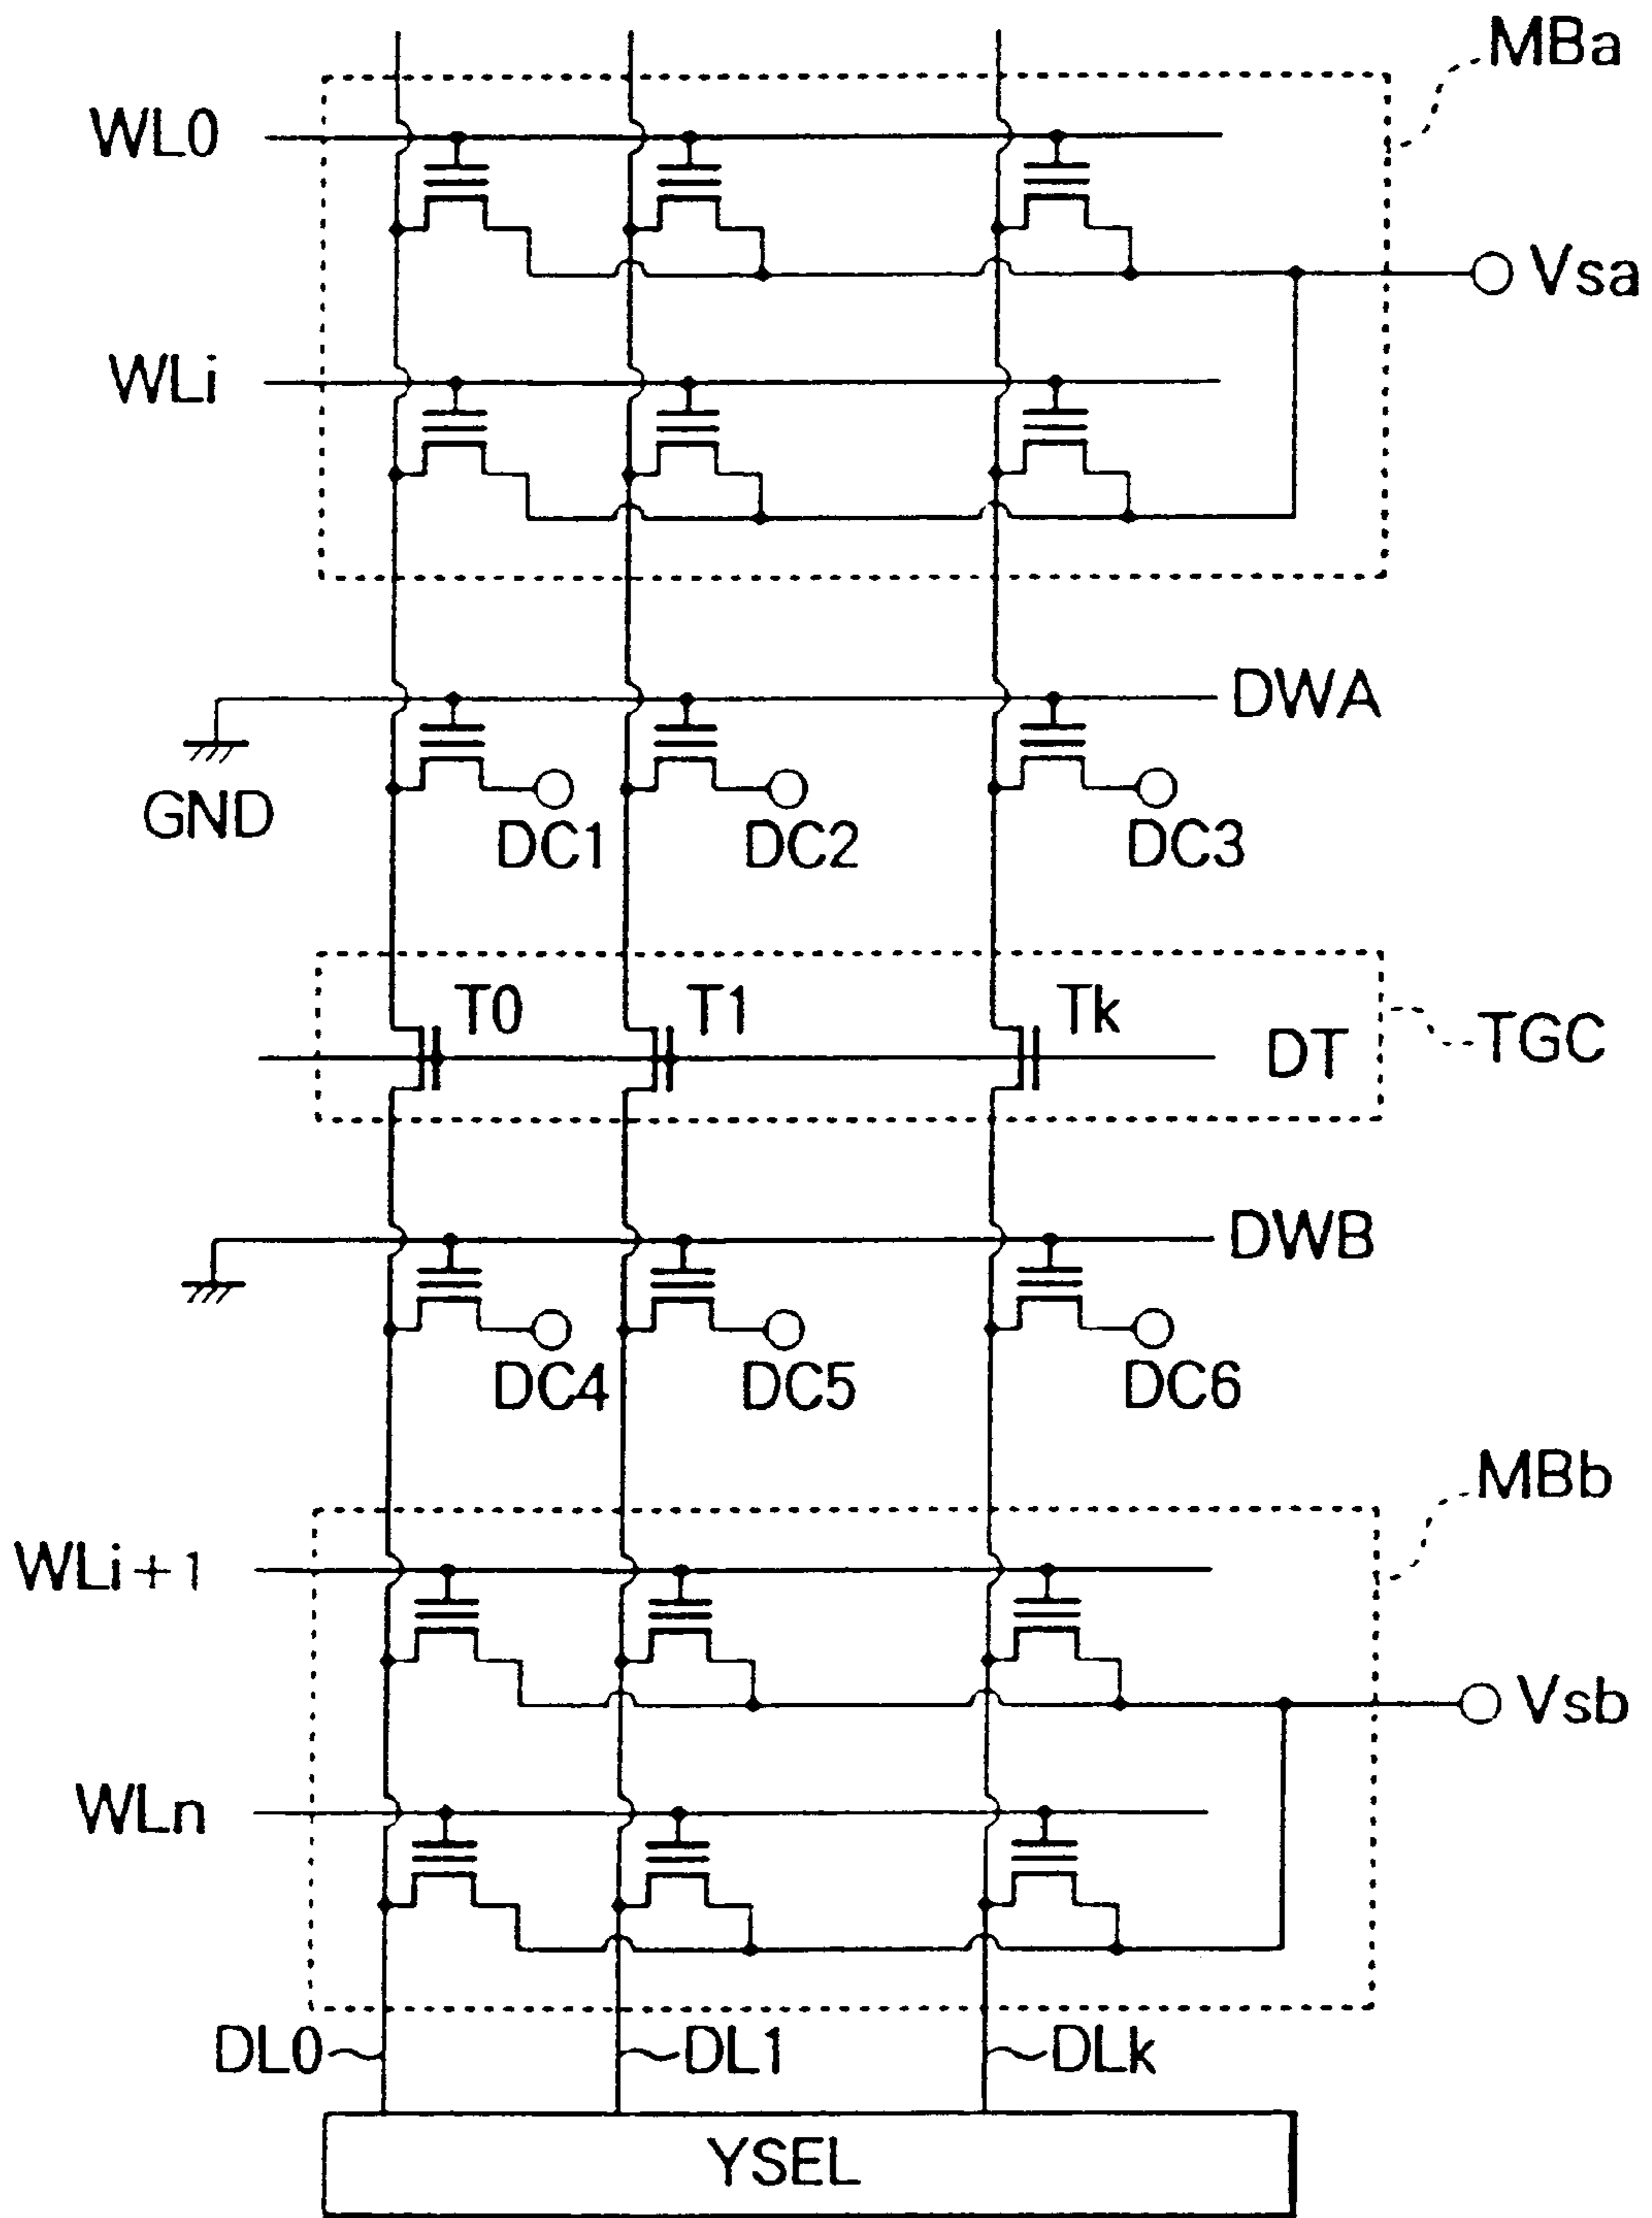 MBa
WL0
Vsa
WLi
DWA
GND
DC1 DC2 DC3
T0 T1 Tk
DT
TGC
DWB
DC4 DC5 DC6
MBb
WLi+1
Vsb
WLn
DL0 DL1 DLk
YSEL